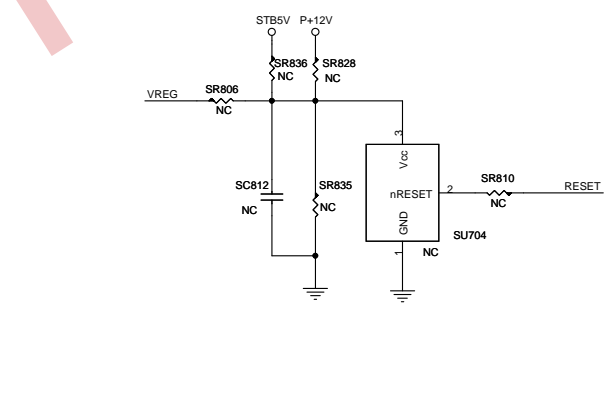 STB5V P+12V
SR836 SR828
NC NC
SR806
VREG
NC
3
Vcc
SC812 SR835
NC NC
nRESET 2
SR810
RESET
NC
GND
SU704
1
NC